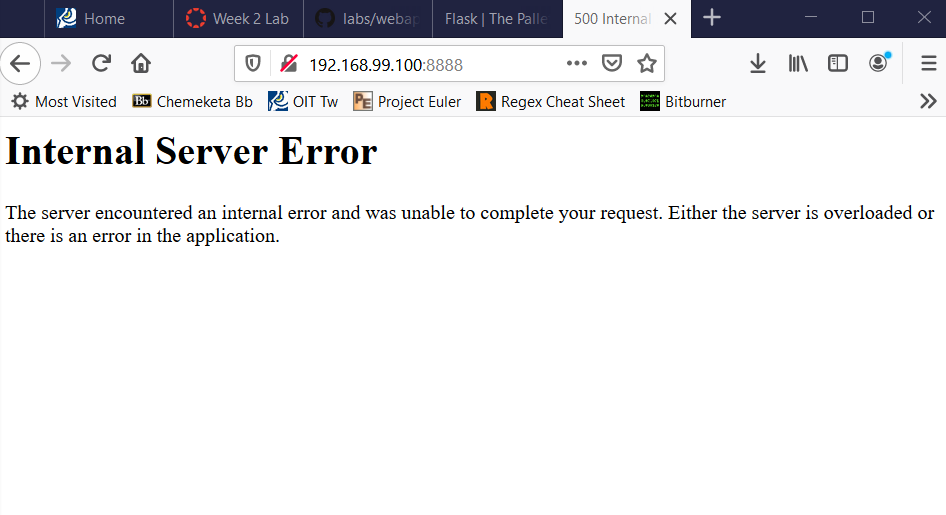 Home
Week 2 Lab
labs/webap
Flask | The Palle
500 Internal
192.168.99.100:8888
Most Visited
Bb Chemeketa Bb
OIT Tw
PE Project Euler
R Regex Cheat Sheet
Bitburner
Internal Server Error
The server encountered an internal error and was unable to complete your request. Either the server is overloaded or
there is an error in the application.